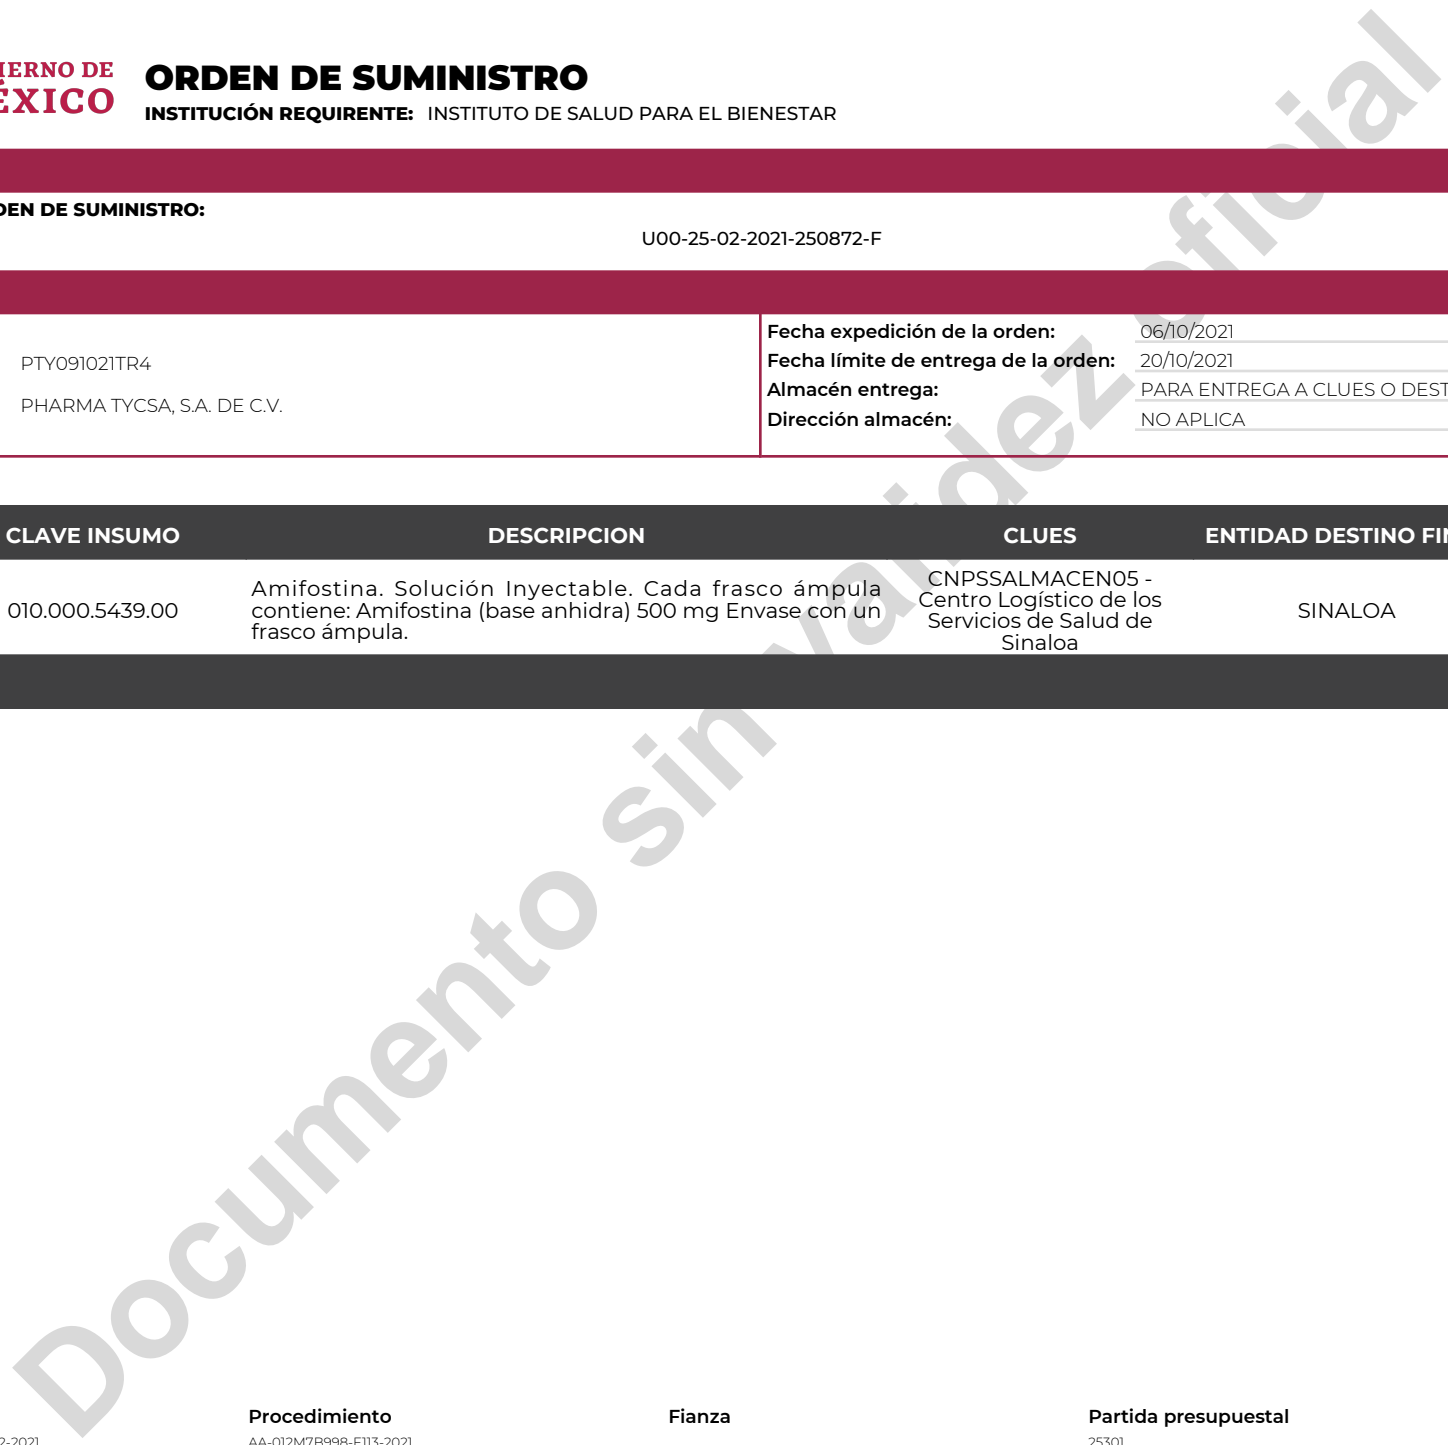 ORDEN DE SUMINISTRO
INSTITUCIÓN REQUIRENTE: INSTITUTO DE SALUD PARA EL BIENESTAR
IERNO DE
ÉXICO
DEN DE SUMINISTRO:
U00-25-02-2021-250872-F
PTY091021TR4
PHARMA TYCSA, S.A. DE C.V.
Fecha expedición de la orden: 06/10/2021
Fecha límite de entrega de la orden: 20/10/2021
Almacén entrega: PARA ENTREGA A CLUES O DEST
Dirección almacén: NO APLICA
CLAVE INSUMO DESCRIPCION CLUES ENTIDAD DESTINO FIN
010.000.5439.00
Amifostina. Solución Inyectable. Cada frasco ámpula
contiene: Amifostina (base anhidra) 500 mg Envase con un
frasco ámpula.
CNPSSALMACEN05 -
Centro Logístico de los
Servicios de Salud de
Sinaloa
SINALOA
Documento sin validez oficial
Procedimiento Fianza Partida presupuestal
2-2021 AA-012M7B998-E113-2021 25301